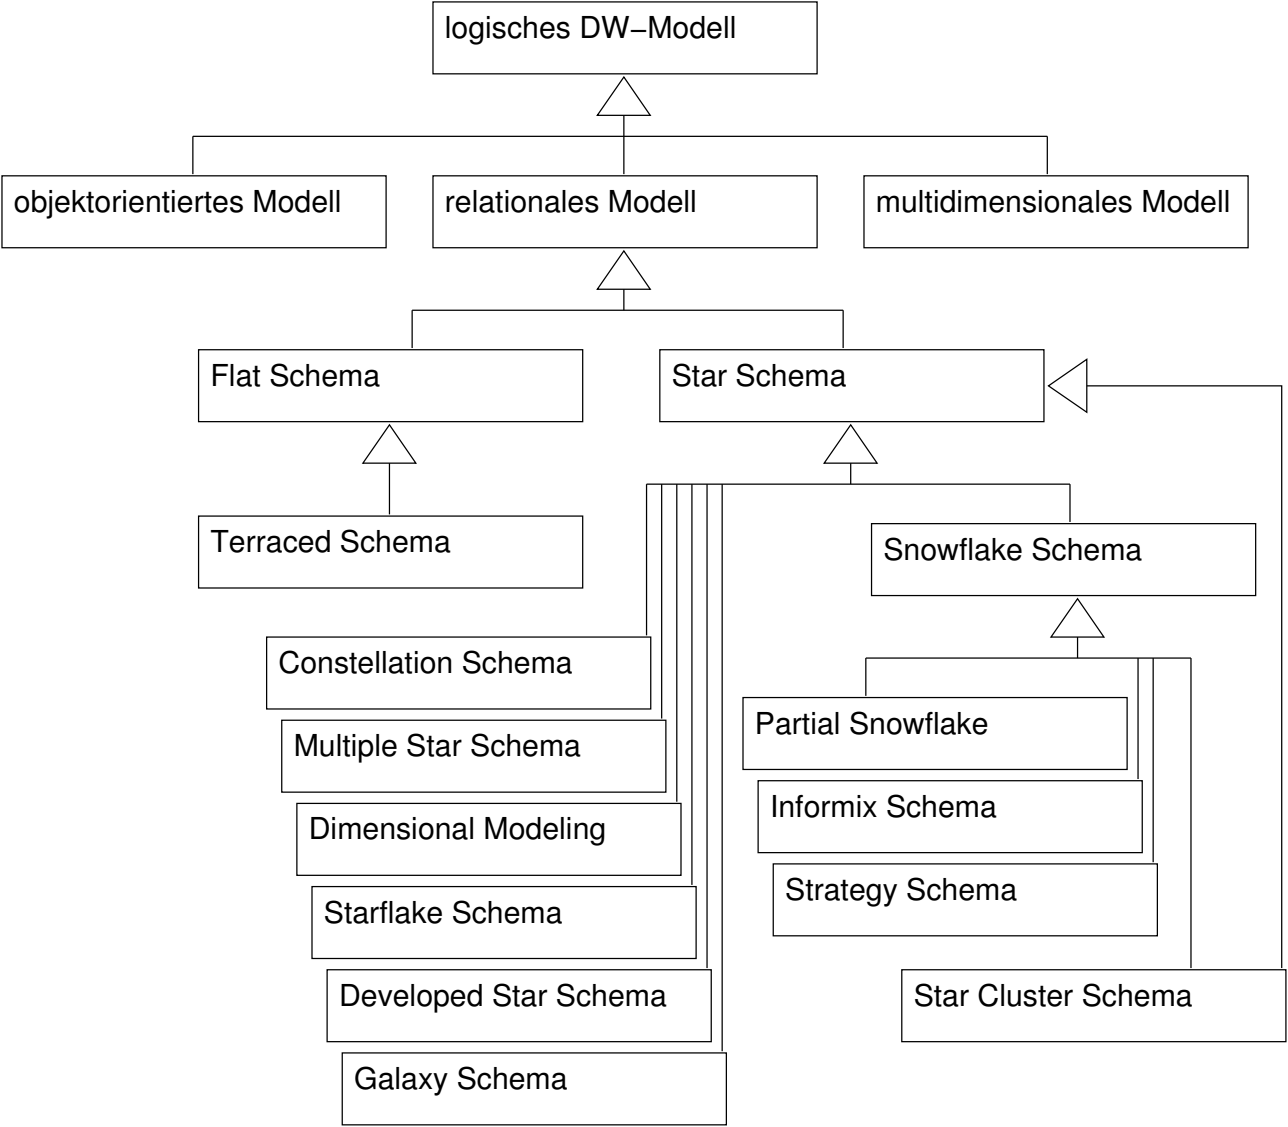 logisches DW–Modell
objektorientiertes Modell
relationales Modell
multidimensionales Modell
Flat Schema
Star Schema
Terraced Schema
Snowflake Schema
Constellation Schema
Multiple Star Schema
Dimensional Modeling
Starflake Schema
Developed Star Schema
Galaxy Schema
Partial Snowflake
Informix Schema
Strategy Schema
Star Cluster Schema